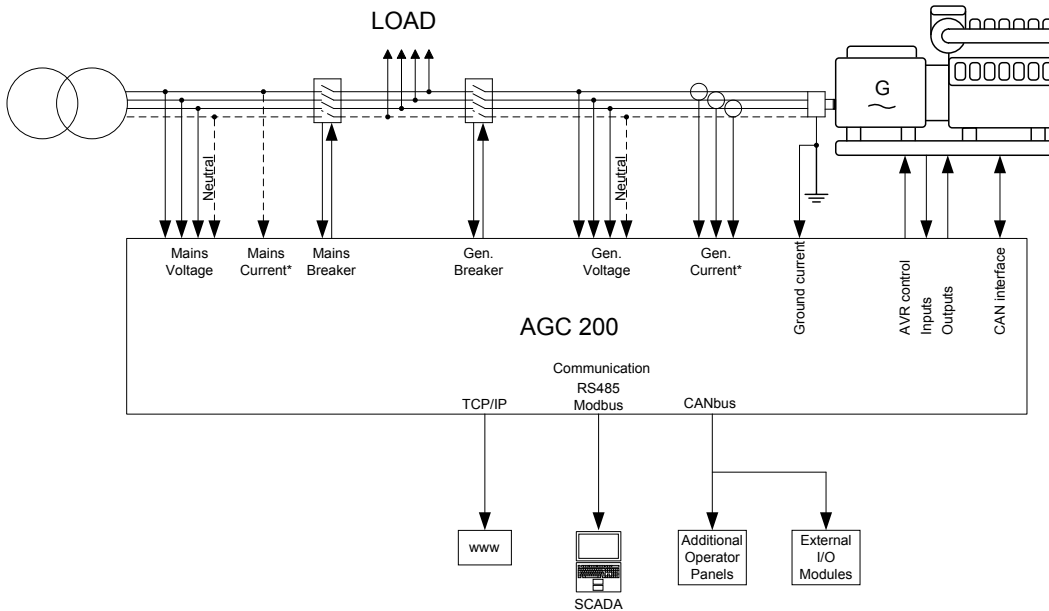 LOAD
G
Neutral
Neutral
Mains
Voltage
Mains
Current*
Mains
Breaker
Gen.
Breaker
Gen.
Voltage
Gen.
Current*
Ground current
AVR control
Inputs
Outputs
CAN interface
AGC 200
Communication
TCP/IP
RS485
Modbus
CANbus
www
SCADA
Additional
Operator
Panels
External
I/O
Modules